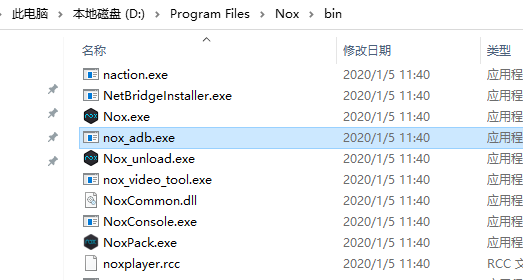 > 此电脑 > 本地磁盘 (D:) > Program Files > Nox > bin
名称 修改日期 类型
naction.exe 2020/1/5 11:40 应用程
NetBridgeInstaller.exe 2020/1/5 11:40 应用程
Nox.exe 2020/1/5 11:40 应用程
nox_adb.exe 2020/1/5 11:40 应用程
Nox_unload.exe 2020/1/5 11:40 应用程
nox_video_tool.exe 2020/1/5 11:40 应用程
NoxCommon.dll 2020/1/5 11:40 应用程
NoxConsole.exe 2020/1/5 11:40 应用程
NoxPack.exe 2020/1/5 11:40 应用程
noxplayer.rcc 2020/1/5 11:40 RCC 文